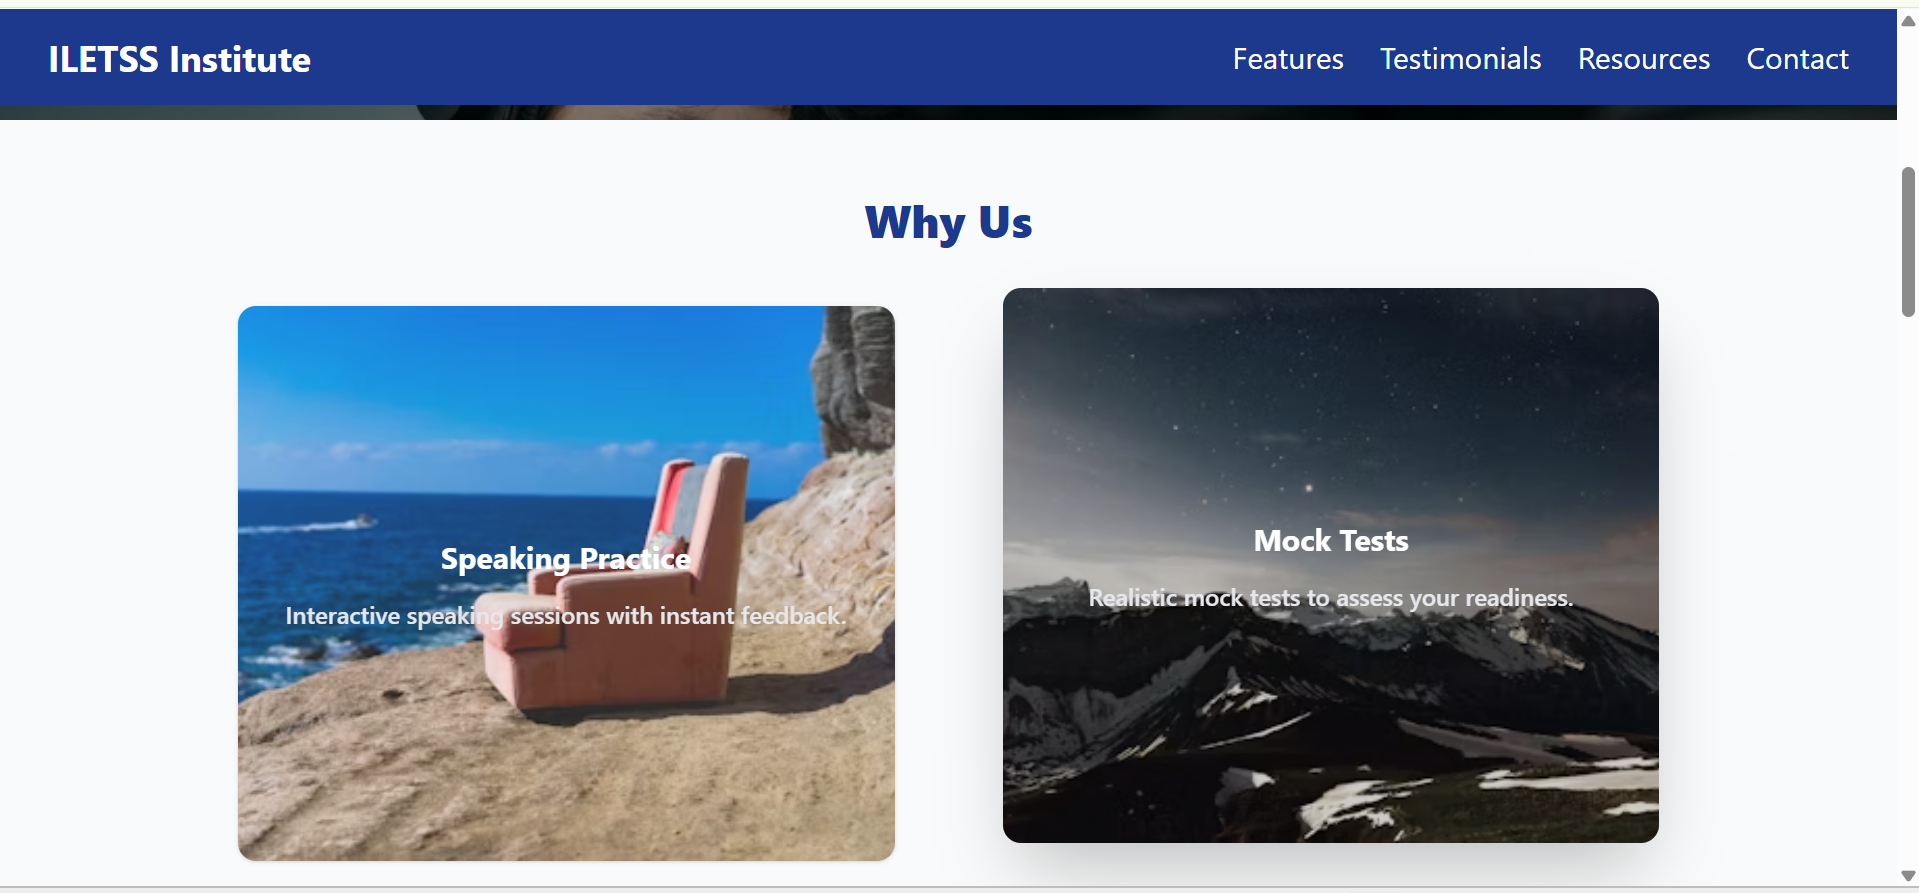 ILETSS Institute
Features Testimonials Resources Contact
Why Us
Speaking Practice
Interactive speaking sessions with instant feedback.
Mock Tests
Realistic mock tests to assess your readiness.